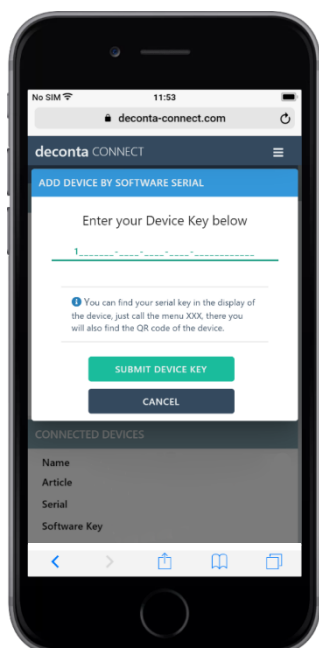 No SIM 11:53
deconta-connect.com
deconta CONNECT
ADD DEVICE BY SOFTWARE SERIAL
Enter your Device Key below
1_______-____-____-____-____________
You can find your serial key in the display of
the device, just call the menu XXX, there you
will also find the QR code of the device.
SUBMIT DEVICE KEY
CANCEL
CONNECTED DEVICES
Name
Article
Serial
Software Key